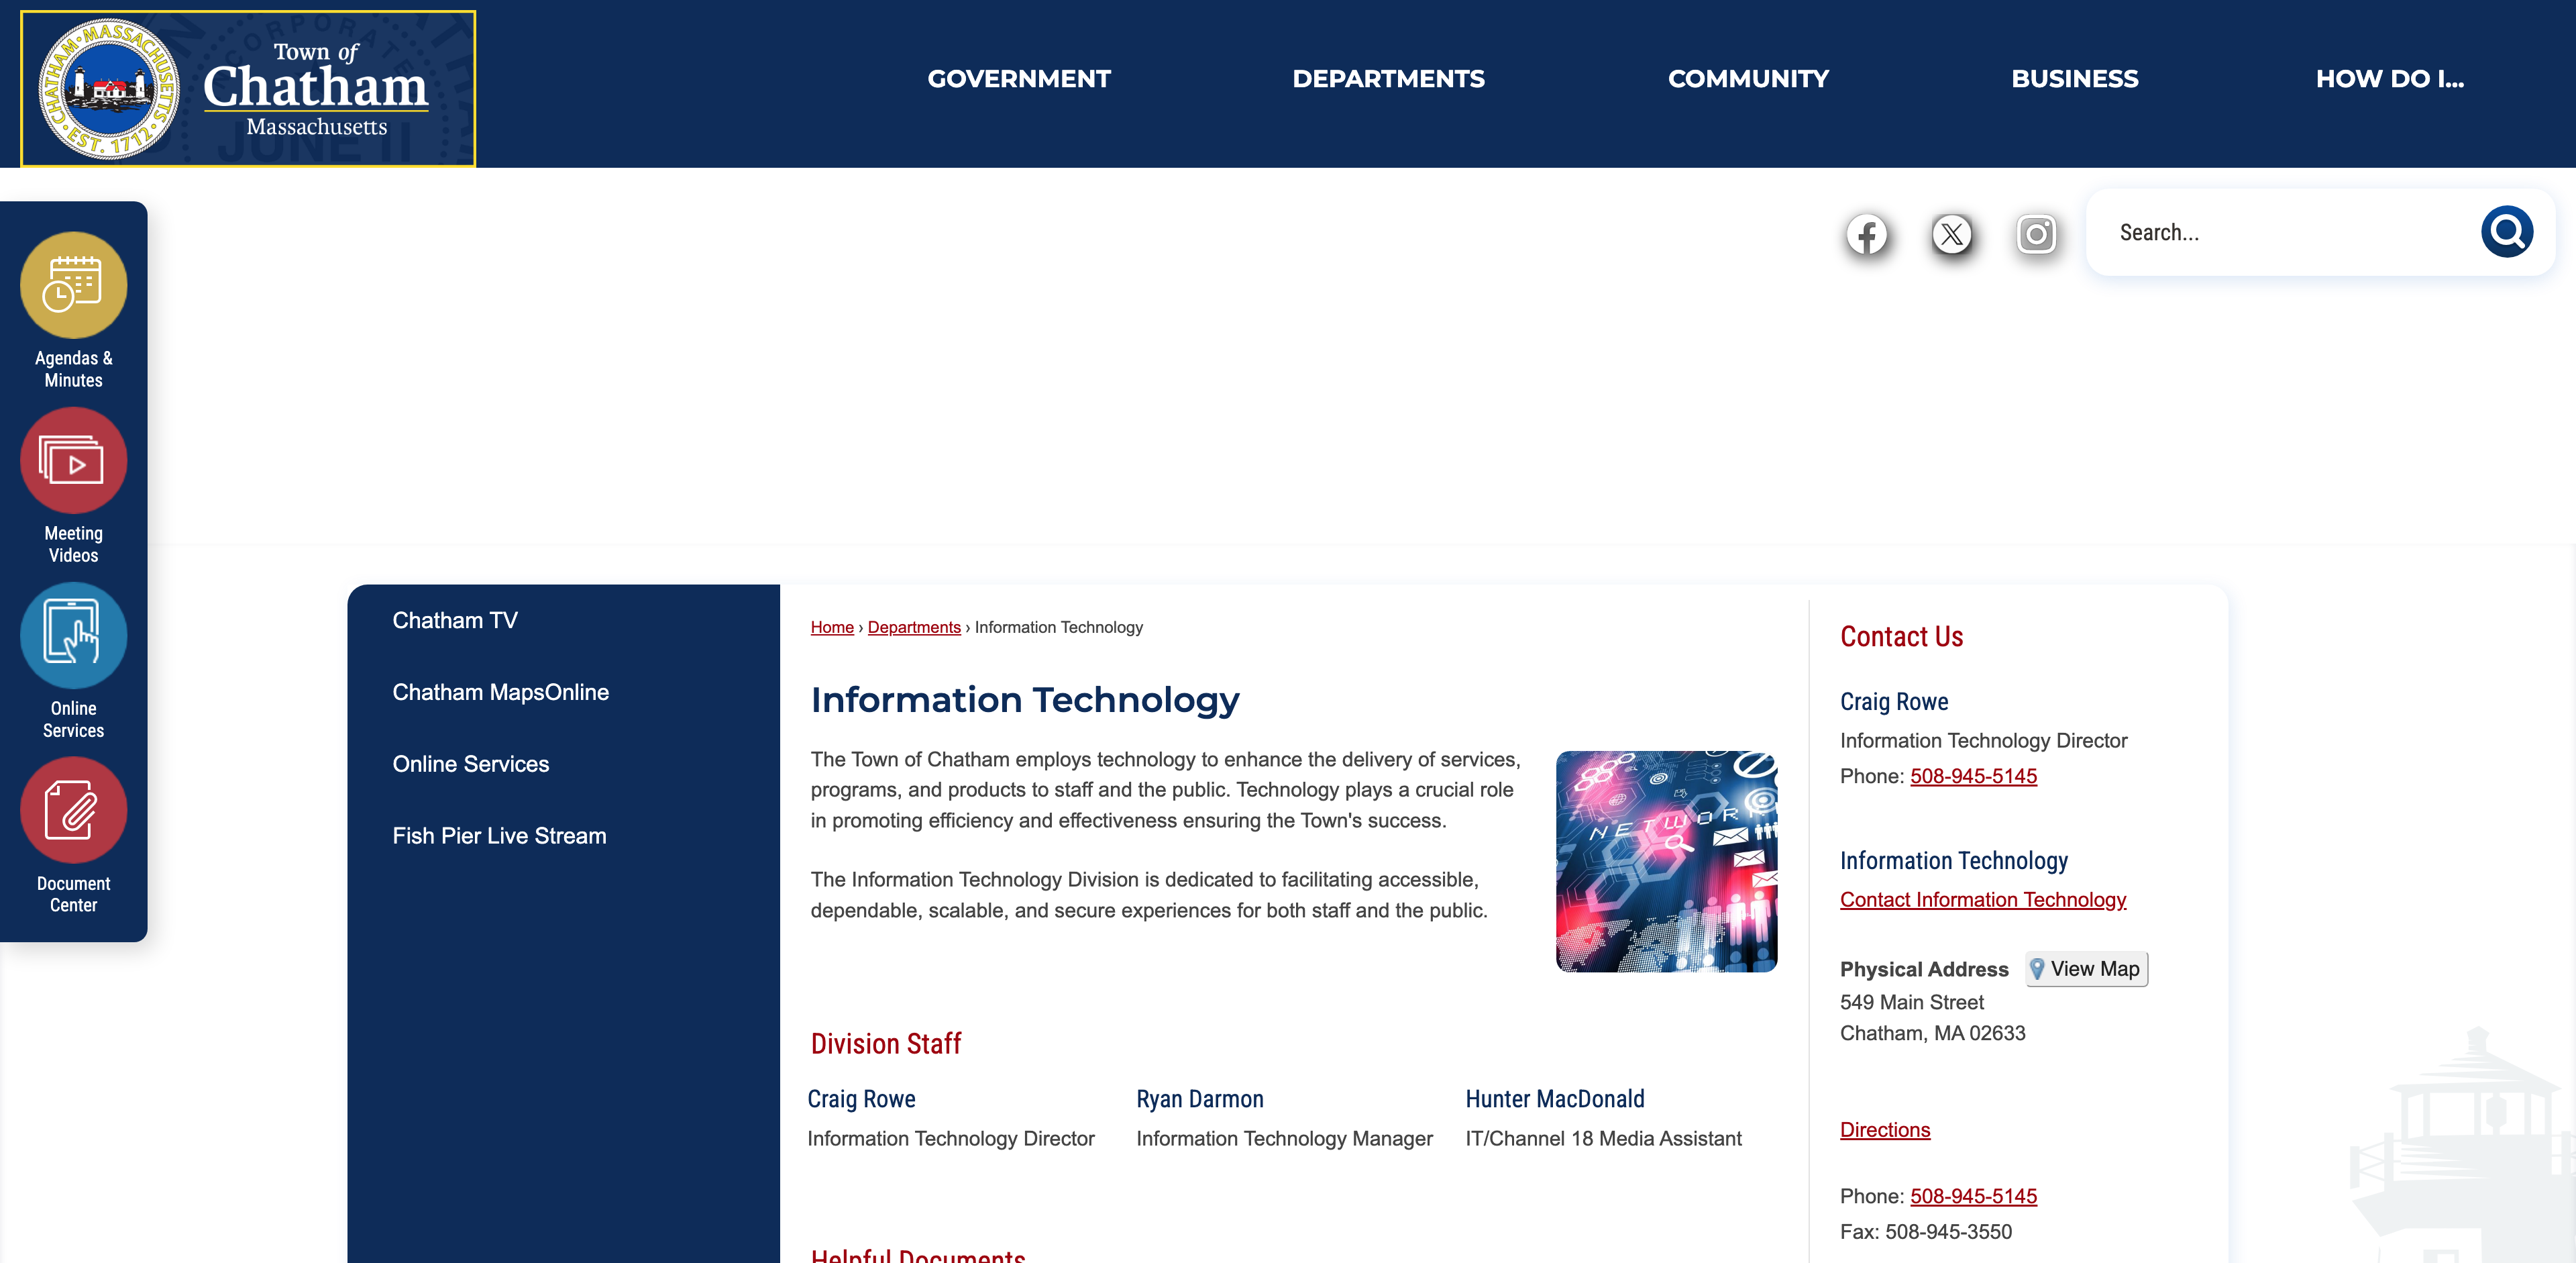 Town of
Chatham
Massachusetts
CHATHAM, MASSACHUSETTS
EST. 1712
JUNE 11
GOVERNMENT
DEPARTMENTS
COMMUNITY
BUSINESS
HOW DO I...
Search...
Agendas &
Minutes
Meeting
Videos
Online
Services
Document
Center
Chatham TV
Chatham MapsOnline
Online Services
Fish Pier Live Stream
Home › Departments › Information Technology
Information Technology
The Town of Chatham employs technology to enhance the delivery of services,
programs, and products to staff and the public. Technology plays a crucial role
in promoting efficiency and effectiveness ensuring the Town's success.
The Information Technology Division is dedicated to facilitating accessible,
dependable, scalable, and secure experiences for both staff and the public.
NETWORK
Division Staff
Craig Rowe
Information Technology Director
Ryan Darmon
Information Technology Manager
Hunter MacDonald
IT/Channel 18 Media Assistant
Helpful Documents
Contact Us
Craig Rowe
Information Technology Director
Phone: 508-945-5145
Information Technology
Contact Information Technology
Physical Address View Map
549 Main Street
Chatham, MA 02633
Directions
Phone: 508-945-5145
Fax: 508-945-3550